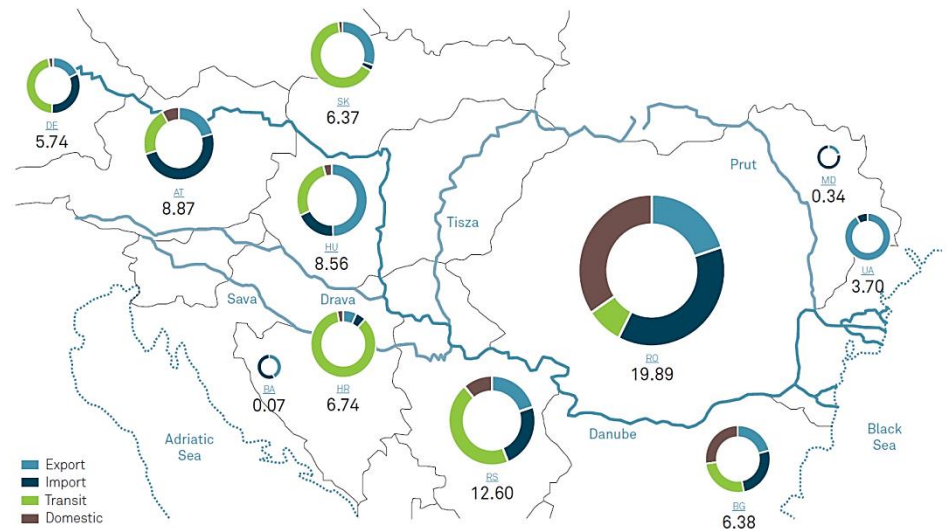 DE
5.74
AT
8.87
SK
6.37
HU
8.56
Tisza
Prut
MD
0.34
UA
3.70
Sava
Drava
BA
0.07
HR
6.74
RO
19.89
RS
12.60
Danube
BG
6.38
Adriatic
Sea
Black
Sea
Export
Import
Transit
Domestic